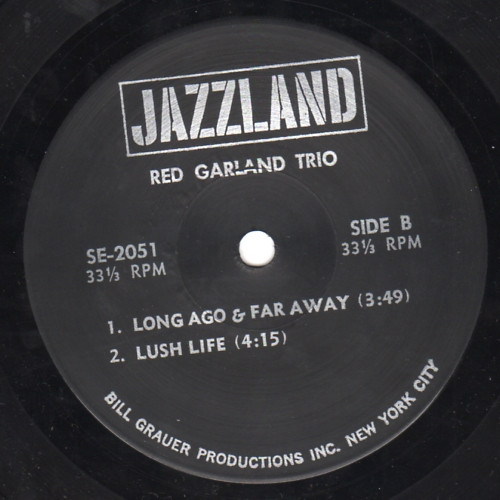 JAZZLAND
RED GARLAND TRIO
SE-2051
33⅓ RPM
SIDE B
33⅓ RPM
1. LONG AGO & FAR AWAY (3:49)
2. LUSH LIFE (4:15)
BILL GRAUER PRODUCTIONS INC. NEW YORK CITY